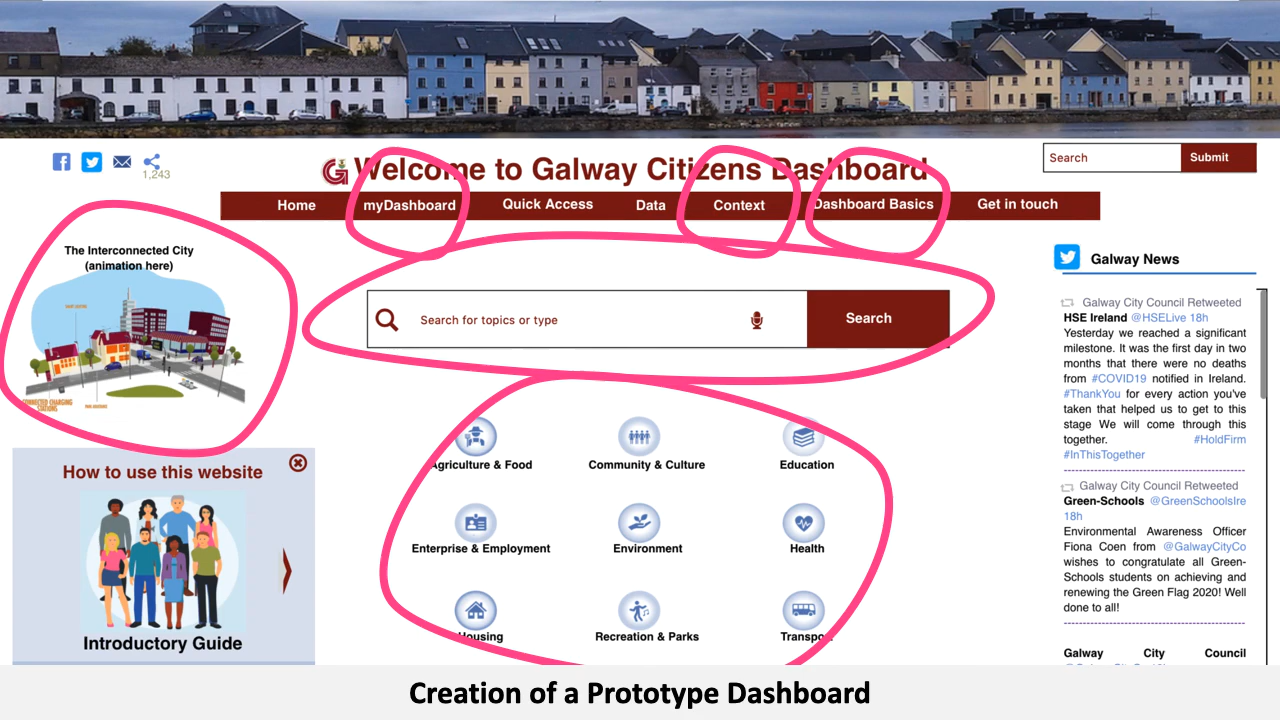 1,243
Welcome to Galway Citizens Dashboard
Search
Submit
Home
myDashboard
Quick Access
Data
Context
Dashboard Basics
Get in touch
The Interconnected City
(animation here)
CONNECTED CHARGING
STATIONS
Search for topics or type
Search
Agriculture & Food
Community & Culture
Education
Enterprise & Employment
Environment
Health
Housing
Recreation & Parks
Transport
How to use this website
Introductory Guide
Galway News
Galway City Council Retweeted
HSE Ireland @HSELive 18h
Yesterday we reached a significant
milestone. It was the first day in two
months that there were no deaths
from #COVID19 notified in Ireland.
#ThankYou for every action you've
taken that helped us to get to this
stage We will come through this
together. #HoldFirm
#InThisTogether
Galway City Council Retweeted
Green-Schools @GreenSchoolsIre
18h
Environmental Awareness Officer
Fiona Coen from @GalwayCityCo
wishes to congratulate all Green-
Schools students on achieving and
renewing the Green Flag 2020! Well
done to all!
Galway City Council
Creation of a Prototype Dashboard